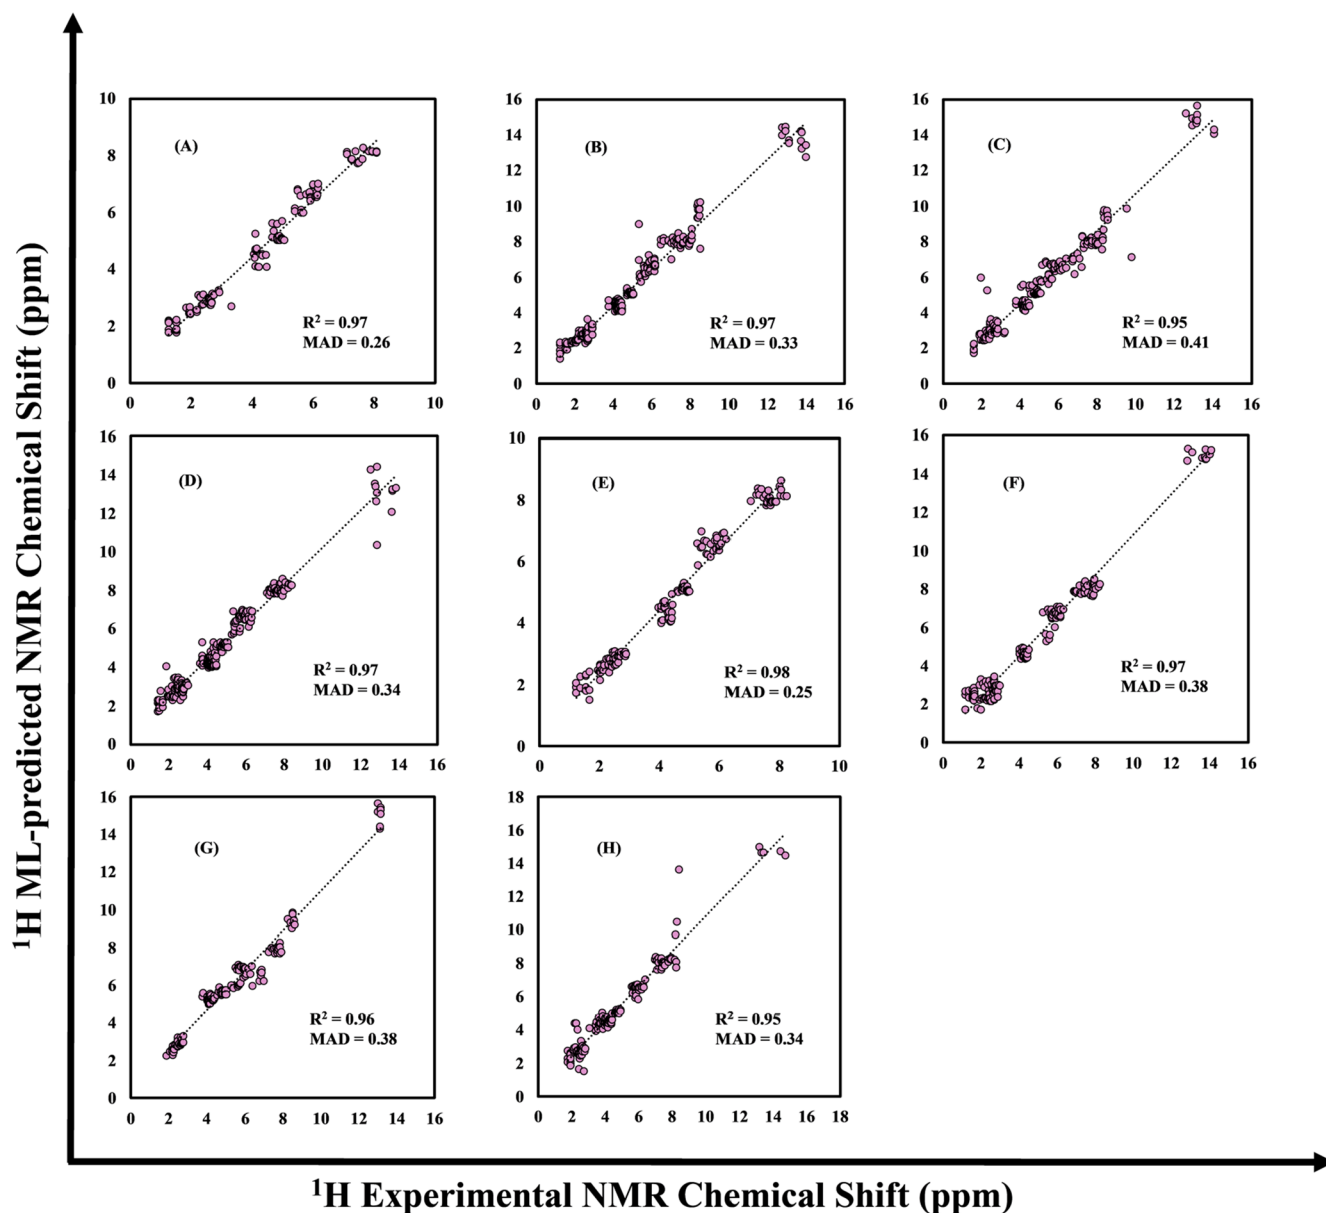 ¹H ML-predicted NMR Chemical Shift (ppm)
10
8
6
4
2
0
(A)
R² = 0.97
MAD = 0.26
0 2 4 6 8 10
16
14
12
10
8
6
4
2
0
(B)
R² = 0.97
MAD = 0.33
0 2 4 6 8 10 12 14 16
16
14
12
10
8
6
4
2
0
(C)
R² = 0.95
MAD = 0.41
0 2 4 6 8 10 12 14 16
16
14
12
10
8
6
4
2
0
(D)
R² = 0.97
MAD = 0.34
0 2 4 6 8 10 12 14 16
10
8
6
4
2
0
(E)
R² = 0.98
MAD = 0.25
0 2 4 6 8 10
16
14
12
10
8
6
4
2
0
(F)
R² = 0.97
MAD = 0.38
0 2 4 6 8 10 12 14 16
16
14
12
10
8
6
4
2
0
(G)
R² = 0.96
MAD = 0.38
0 2 4 6 8 10 12 14 16
18
16
14
12
10
8
6
4
2
0
(H)
R² = 0.95
MAD = 0.34
0 2 4 6 8 10 12 14 16 18
¹H Experimental NMR Chemical Shift (ppm)